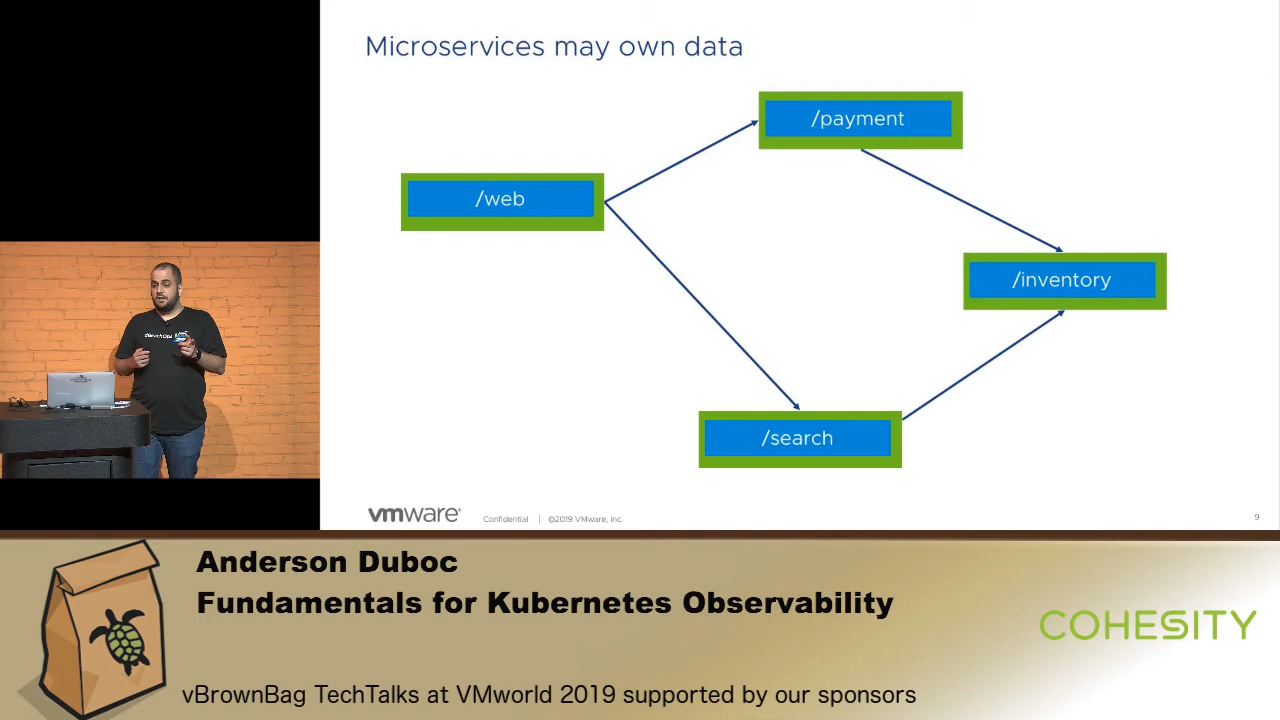 Microservices may own data
/payment
/web
/inventory
/search
vmware®
Confidential | ©2019 VMware, Inc.
9
Anderson Duboc
Fundamentals for Kubernetes Observability
COHESITY
vBrownBag TechTalks at VMworld 2019 supported by our sponsors